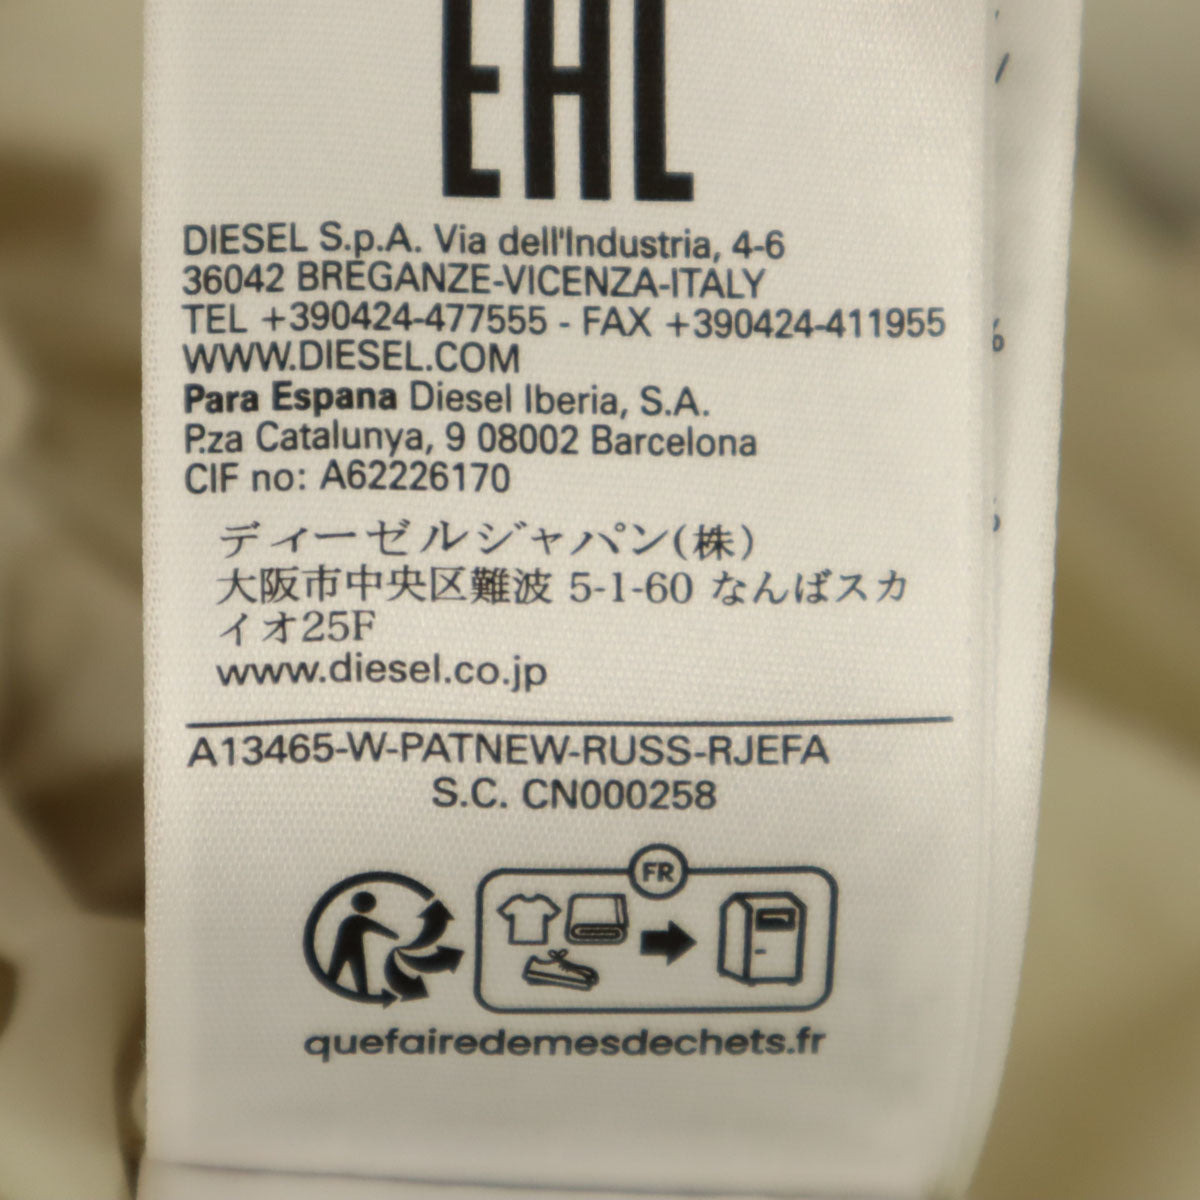 EAC
DIESEL S.p.A. Via dell'Industria, 4-6
36042 BREGANZE-VICENZA-ITALY
TEL +390424-477555 - FAX +390424-411955
WWW.DIESEL.COM
Para Espana Diesel Iberia, S.A.
P.za Catalunya, 9 08002 Barcelona
CIF no: A62226170
ディーゼルジャパン(株)
大阪市中央区難波 5-1-60 なんばスカ
イオ25F
www.diesel.co.jp
A13465-W-PATNEW-RUSS-RJEFA
S.C. CN000258
FR
quefairedemesdechets.fr